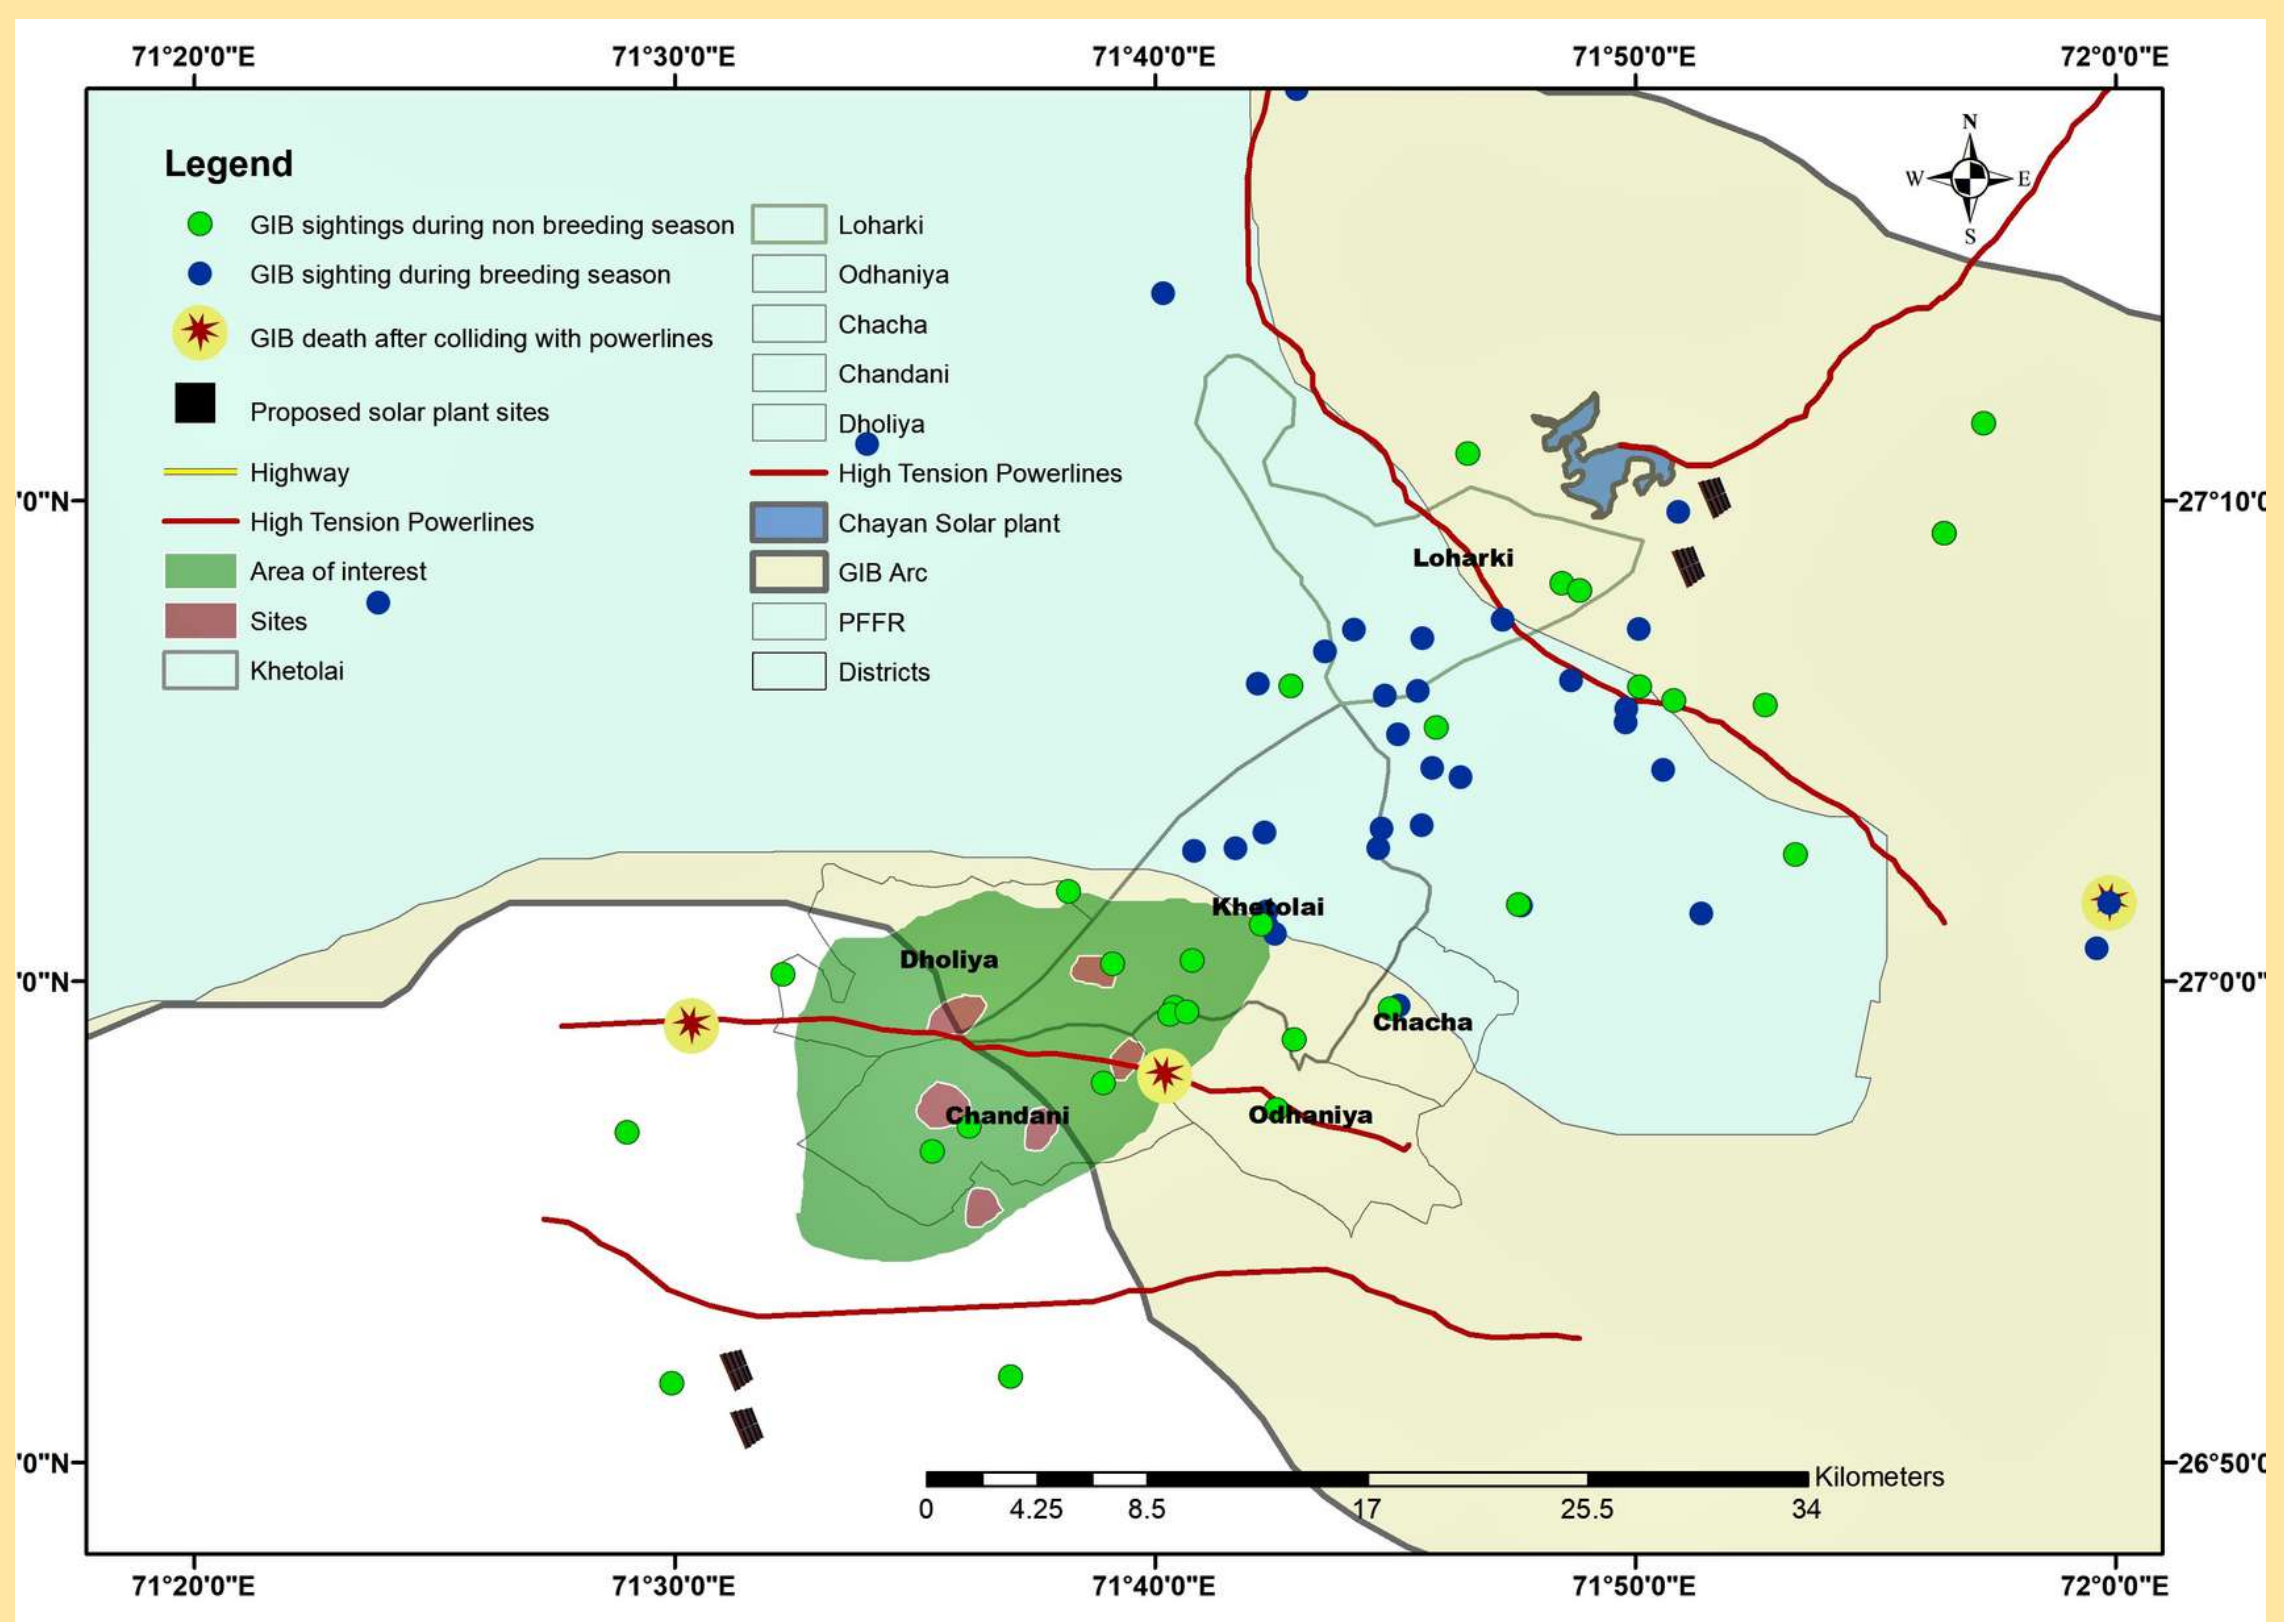 71°20'0"E 71°30'0"E 71°40'0"E 71°50'0"E 72°0'0"E
N
W E
S
Legend
GIB sightings during non breeding season
GIB sighting during breeding season
GIB death after colliding with powerlines
Proposed solar plant sites
Highway
High Tension Powerlines
Area of interest
Sites
Khetolai
Loharki
Odhaniya
Chacha
Chandani
Dholiya
High Tension Powerlines
Chayan Solar plant
GIB Arc
PFFR
Districts
'0"N 27°10'0
Loharki
Khetolai
Dholiya
'0"N 27°0'0"
Chacha
Chandani
Odhaniya
'0"N 26°50'0
Kilometers
0 4.25 8.5 17 25.5 34
71°20'0"E 71°30'0"E 71°40'0"E 71°50'0"E 72°0'0"E